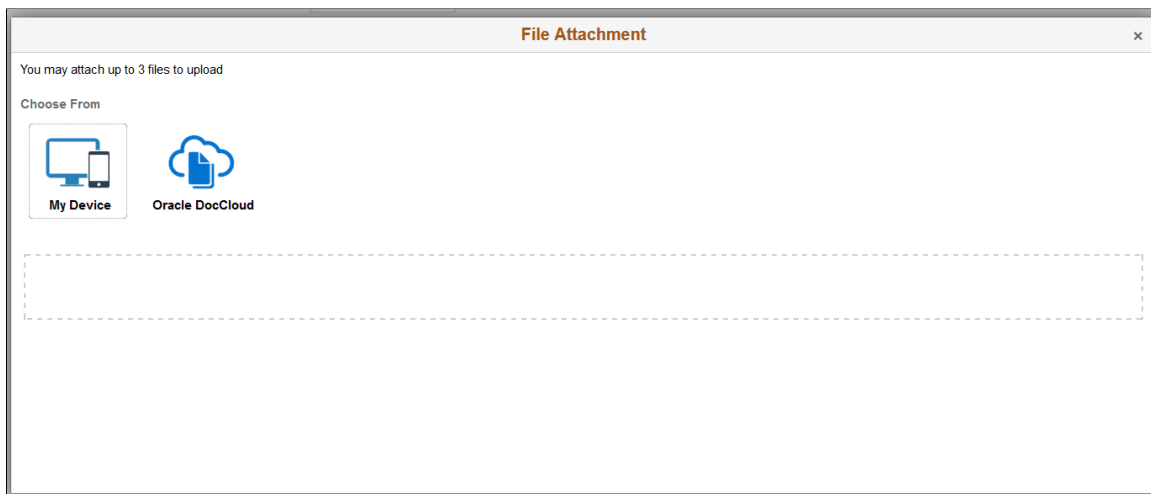 File Attachment
×
You may attach up to 3 files to upload
Choose From
My Device
Oracle DocCloud